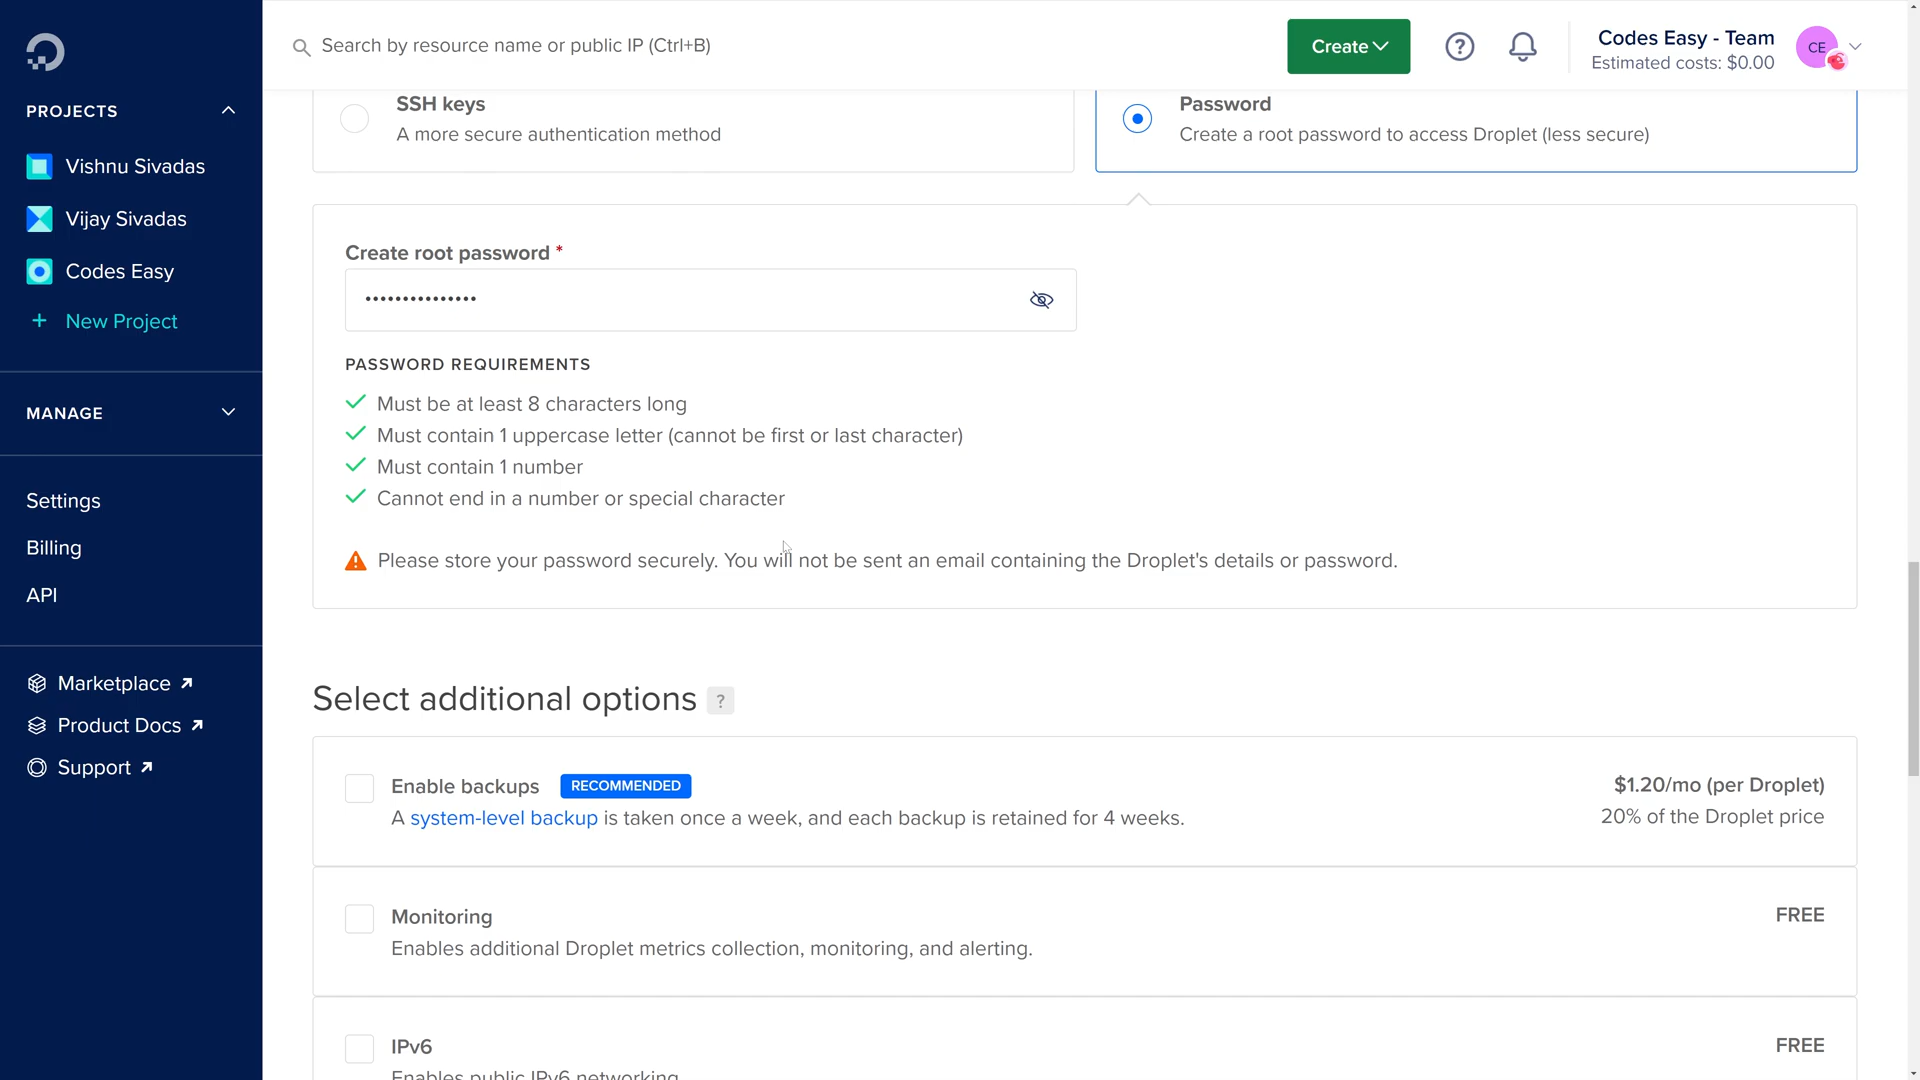 Search by resource name or public IP (Ctrl+B)
Create
Codes Easy - Team
Estimated costs: $0.00
CE
PROJECTS
Vishnu Sivadas
Vijay Sivadas
Codes Easy
+ New Project
MANAGE
Settings
Billing
API
Marketplace
Product Docs
Support
SSH keys
A more secure authentication method
Password
Create a root password to access Droplet (less secure)
Create root password *
•••••••••••••••
PASSWORD REQUIREMENTS
Must be at least 8 characters long
Must contain 1 uppercase letter (cannot be first or last character)
Must contain 1 number
Cannot end in a number or special character
Please store your password securely. You will not be sent an email containing the Droplet's details or password.
Select additional options ?
Enable backups RECOMMENDED
$1.20/mo (per Droplet)
A system-level backup is taken once a week, and each backup is retained for 4 weeks.
20% of the Droplet price
Monitoring
FREE
Enables additional Droplet metrics collection, monitoring, and alerting.
IPv6
FREE
Enables public IPv6 networking